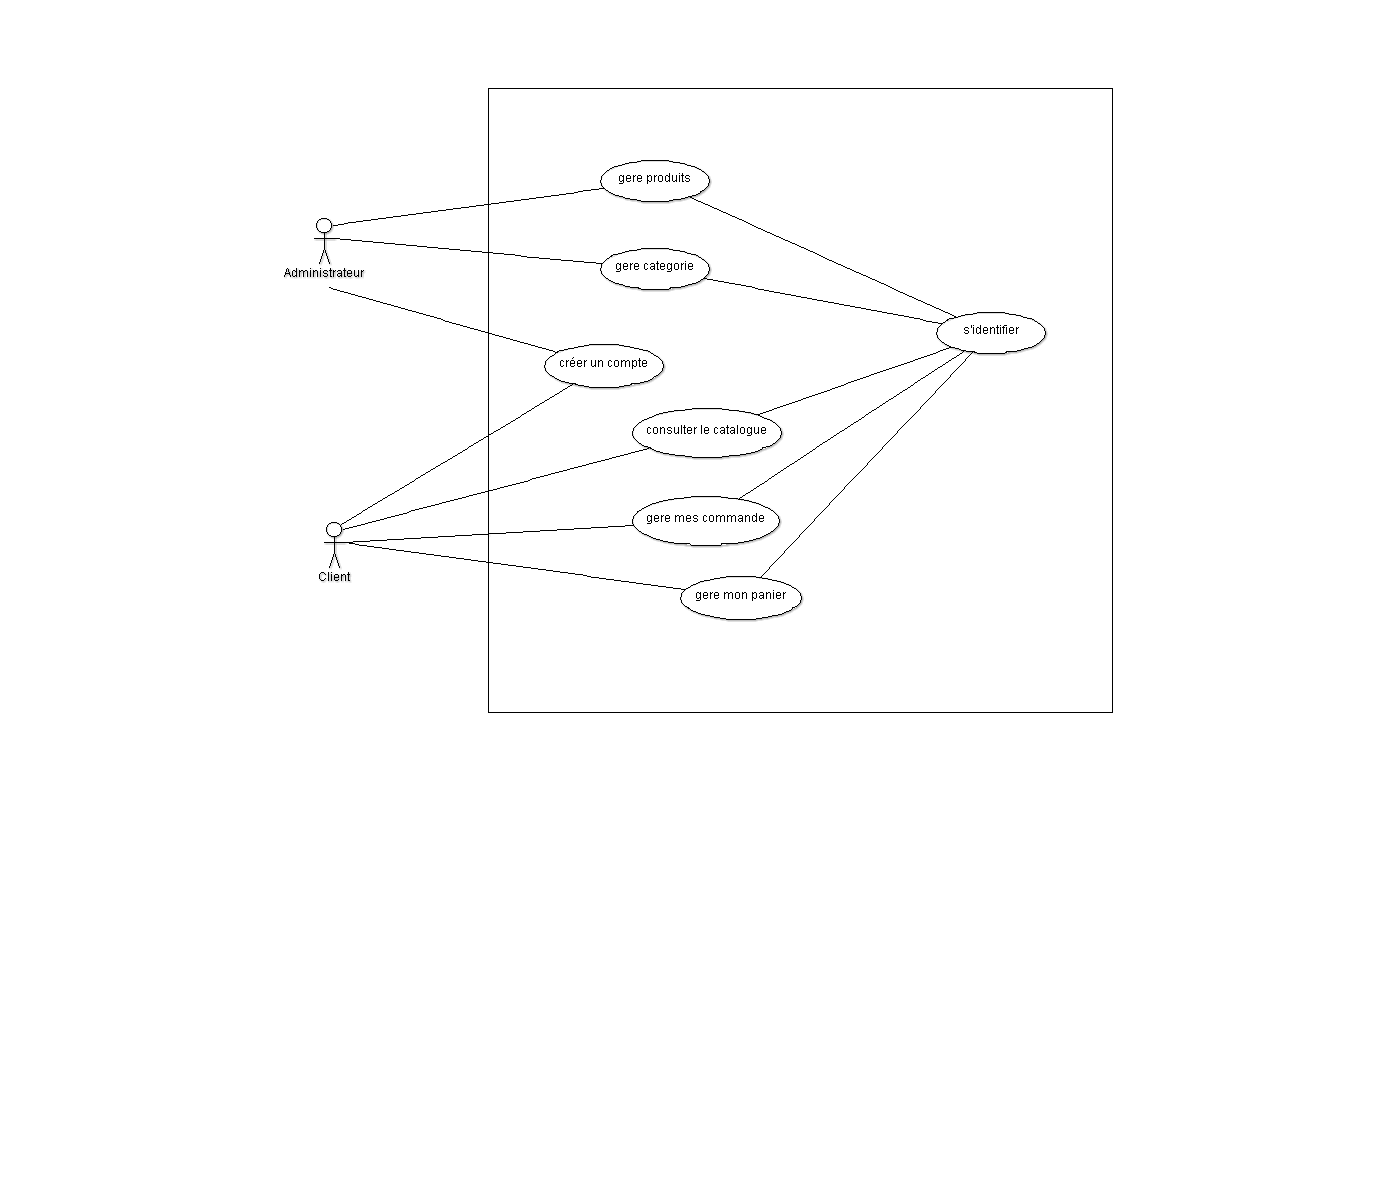 gere produits
Administrateur
gere categorie
s'identifier
créer un compte
consulter le catalogue
gere mes commande
Client
gere mon panier